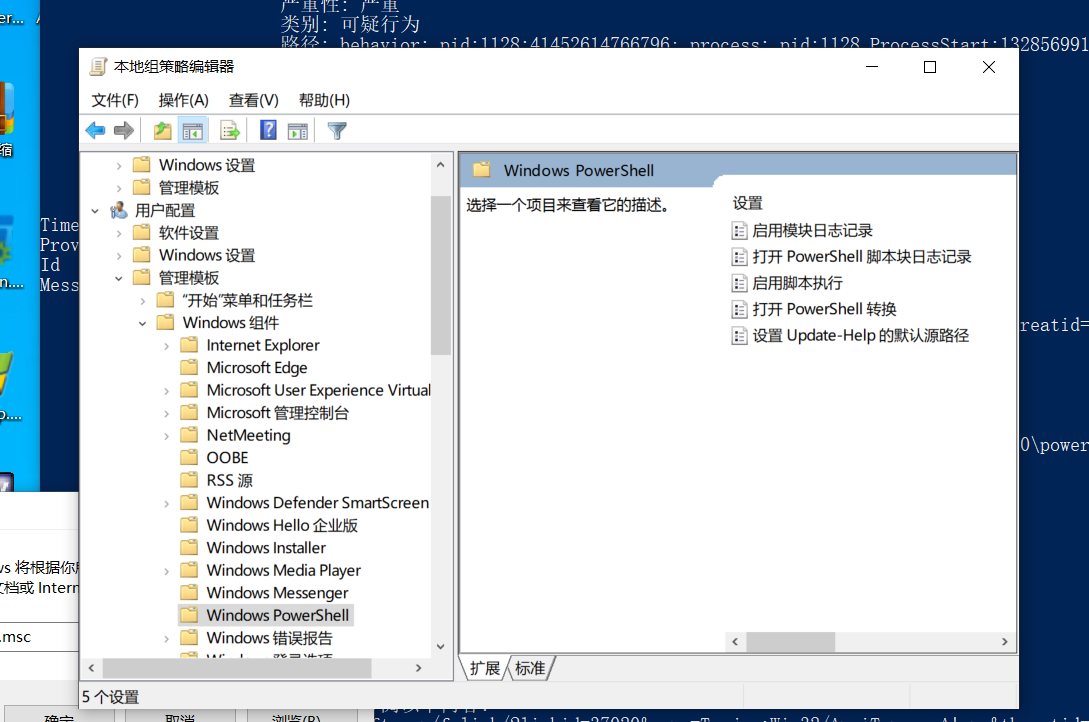 严重性: 严重
类别: 可疑行为
路径: behavior: pid:1128:41452614766796; process: pid:1128,ProcessStart:132856991
本地组策略编辑器
文件(F) 操作(A) 查看(V) 帮助(H)
Windows 设置
管理模板
用户配置
软件设置
Windows 设置
管理模板
"开始"菜单和任务栏
Windows 组件
Internet Explorer
Microsoft Edge
Microsoft User Experience Virtual
Microsoft 管理控制台
NetMeeting
OOBE
RSS 源
Windows Defender SmartScreen
Windows Hello 企业版
Windows Installer
Windows Media Player
Windows Messenger
Windows PowerShell
Windows 错误报告
Windows 登录选项
Windows PowerShell
选择一个项目来查看它的描述。
设置
启用模块日志记录
打开 PowerShell 脚本块日志记录
启用脚本执行
打开 PowerShell 转换
设置 Update-Help 的默认源路径
扩展 标准
5 个设置
缩
Time
Prov
Id
Mess
reatid=
0\power
ws 将根据你
文档或 Intern
.msc
确定 取消 浏览(B)